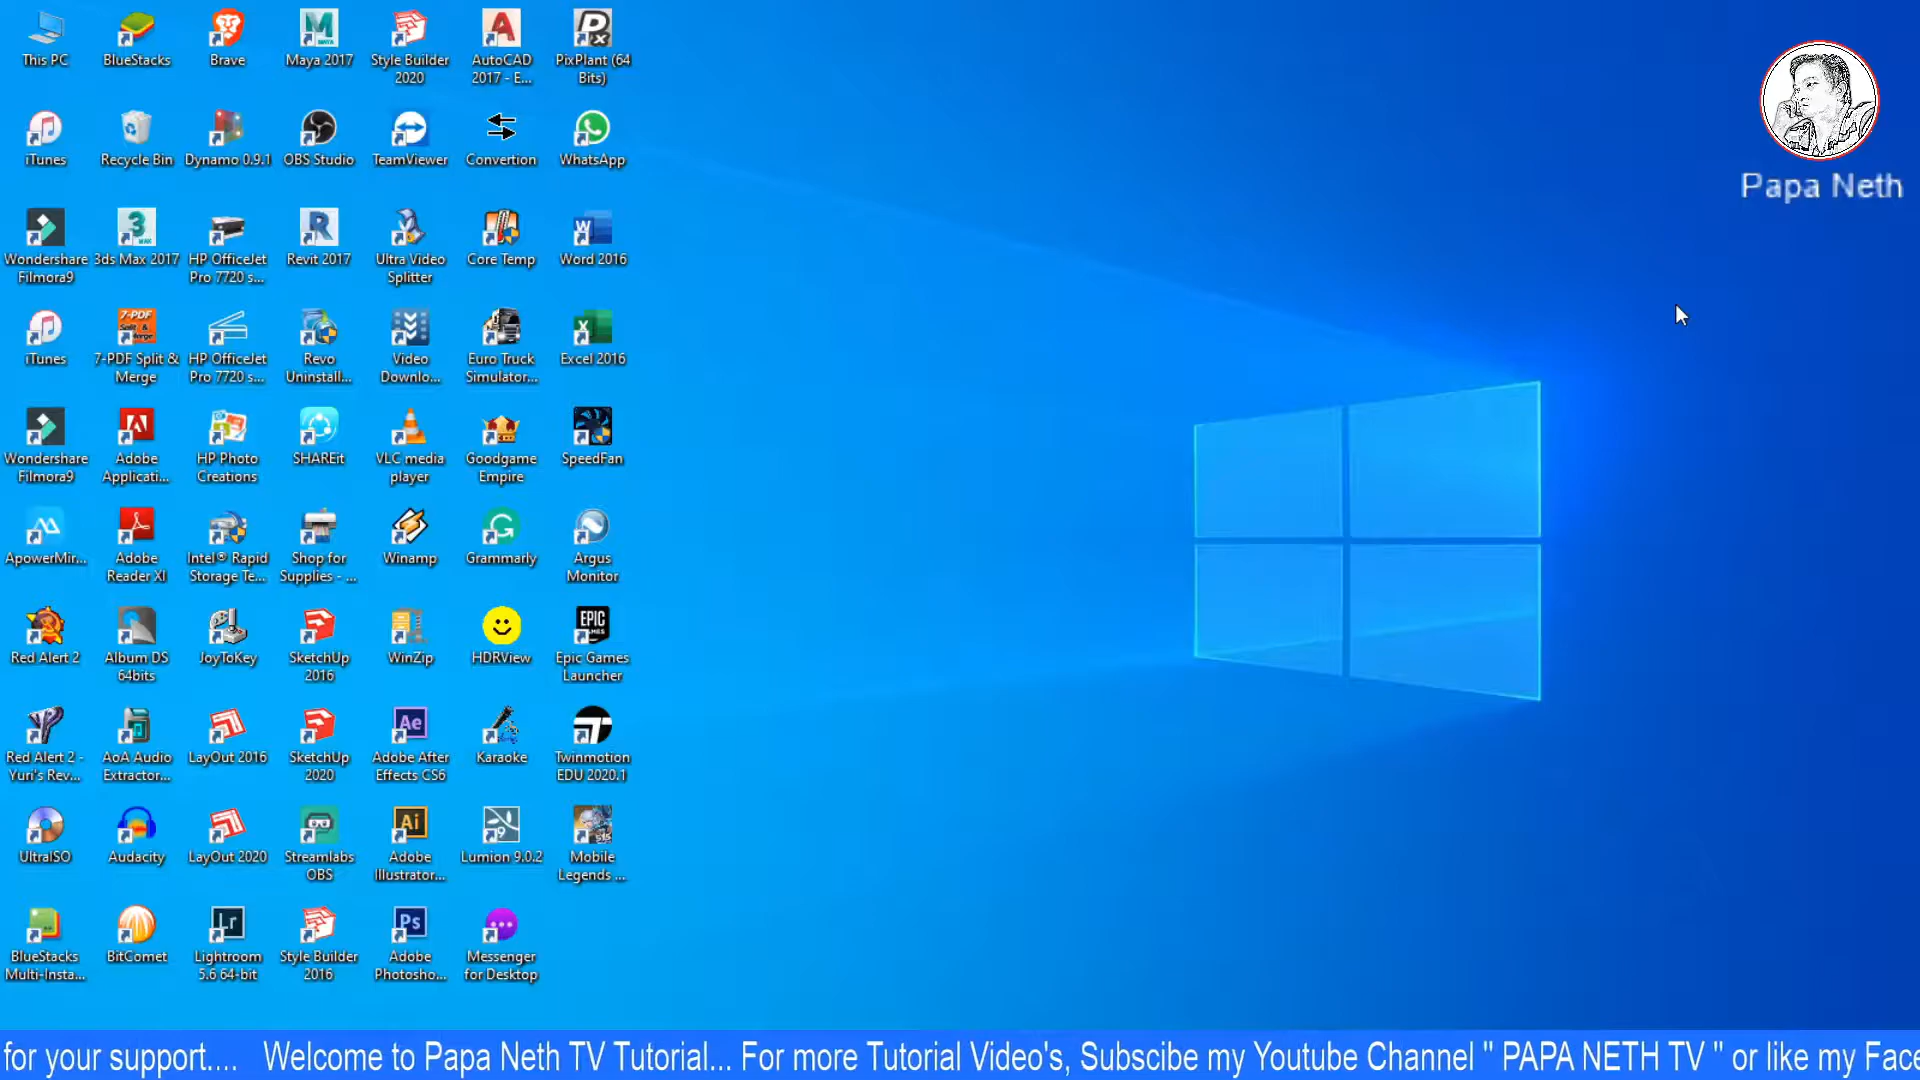 This PC
BlueStacks
Brave
Maya 2017
Style Builder
2020
AutoCAD
2017 - E...
PixPlant (64
Bits)
iTunes
Recycle Bin
Dynamo 0.9.1
OBS Studio
TeamViewer
Convertion
WhatsApp
Wondershare
Filmora9
3ds Max 2017
HP OfficeJet
Pro 7720 s...
Revit 2017
Ultra Video
Splitter
Core Temp
Word 2016
iTunes
7-PDF Split &
Merge
HP OfficeJet
Pro 7720 s...
Revo
Uninstall...
Video
Downlo...
Euro Truck
Simulator...
Excel 2016
Wondershare
Filmora9
Adobe
Applicati...
HP Photo
Creations
SHAREit
VLC media
player
Goodgame
Empire
SpeedFan
ApowerMir...
Adobe
Reader XI
Intel® Rapid
Storage Te...
Shop for
Supplies - ...
Winamp
Grammarly
Argus
Monitor
Red Alert 2
Album DS
64bits
JoyToKey
SketchUp
2016
WinZip
HDRView
Epic Games
Launcher
Red Alert 2 -
Yuri's Rev...
AoA Audio
Extractor...
LayOut 2016
SketchUp
2020
Adobe After
Effects CS6
Karaoke
Twinmotion
EDU 2020.1
UltraISO
Audacity
LayOut 2020
Streamlabs
OBS
Adobe
Illustrator...
Lumion 9.0.2
Mobile
Legends ...
BlueStacks
Multi-Insta...
BitComet
Lightroom
5.6 64-bit
Style Builder
2016
Adobe
Photosho...
Messenger
for Desktop
Papa Neth
for your support.... Welcome to Papa Neth TV Tutorial... For more Tutorial Video's, Subscibe my Youtube Channel " PAPA NETH TV " or like my Face